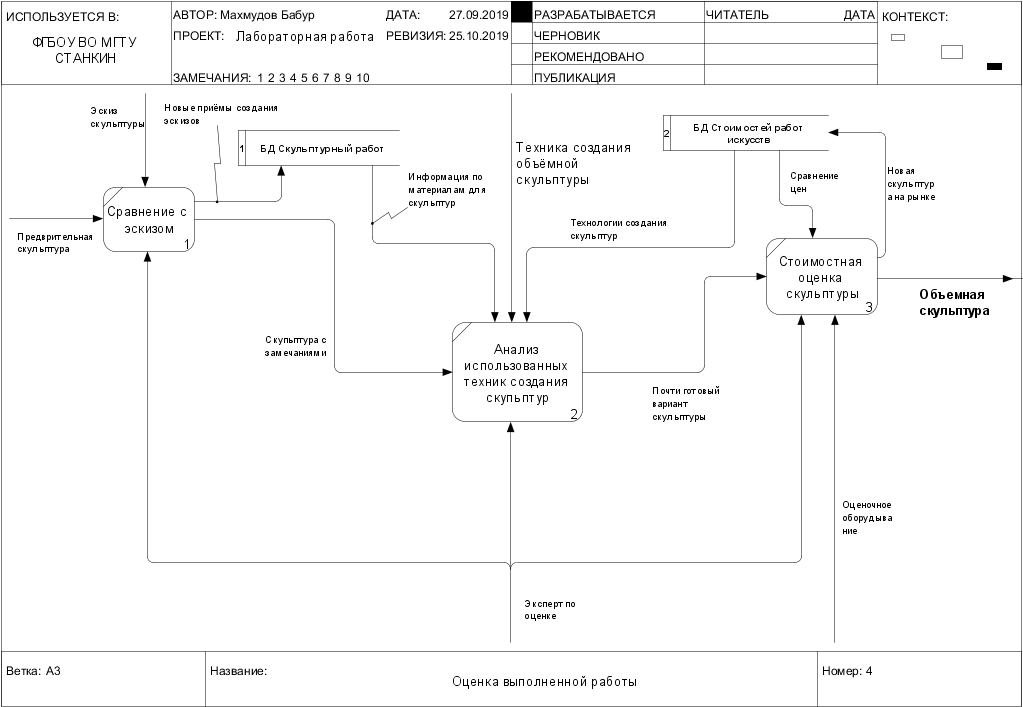 ИСПОЛЬЗУЕТСЯ В:
ФГБОУ ВО МГТУ
СТАНКИН
АВТОР: Махмудов Бабур
ДАТА: 27.09.2019
ПРОЕКТ: Лабораторная работа
РЕВИЗИЯ: 25.10.2019
ЗАМЕЧАНИЯ: 1 2 3 4 5 6 7 8 9 10
РАЗРАБАТЫВАЕТСЯ
ЧЕРНОВИК
РЕКОМЕНДОВАНО
ПУБЛИКАЦИЯ
ЧИТАТЕЛЬ
ДАТА
КОНТЕКСТ:
Эскиз
скульптуры
Новые приёмы создания
эскизов
1
БД Скульптурный работ
Информация по
материалам для
скульптур
Техника создания
объёмной
скульптуры
2
БД Стоимостей работ
искусств
Сравнение
цен
Новая
скульптур
а на рынке
Предврительная
скульптура
Сравнение с
эскизом
1
Технологии создания
скульптур
Стоимостная
оценка
скульптуры
3
Объемная
скульптура
Скульптура с
замечаниями
Анализ
использованных
техник создания
скульптур
2
Почти готовый
вариант
скульптуры
Оценочное
оборудыва
ние
Эксперт по
оценке
Ветка: A3
Название:
Оценка выполненной работы
Номер: 4